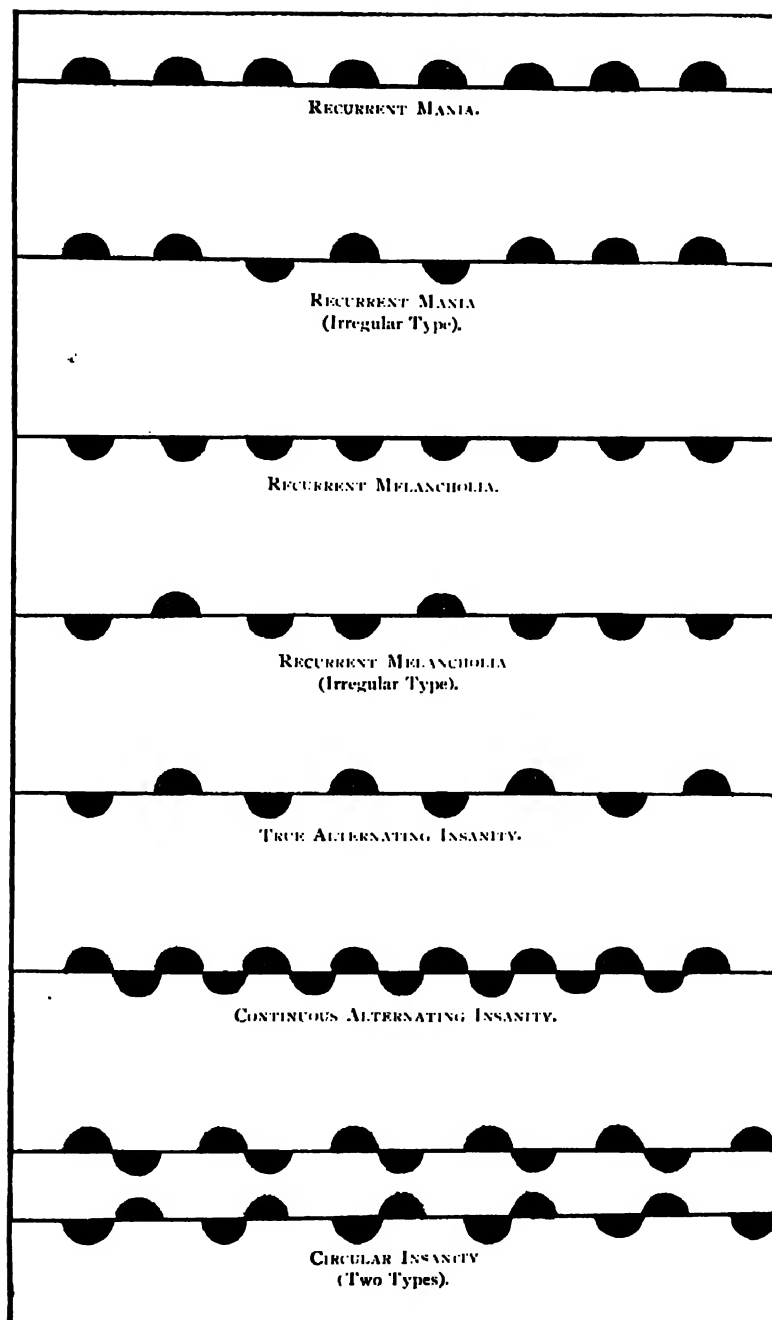 RECURRENT MANIA.
RECURRENT MANIA
(Irregular Type).
RECURRENT MELANCHOLIA.
RECURRENT MELANCHOLIA
(Irregular Type).
TRUE ALTERNATING INSANITY.
CONTINUOUS ALTERNATING INSANITY.
CIRCULAR INSANITY
(Two Types).